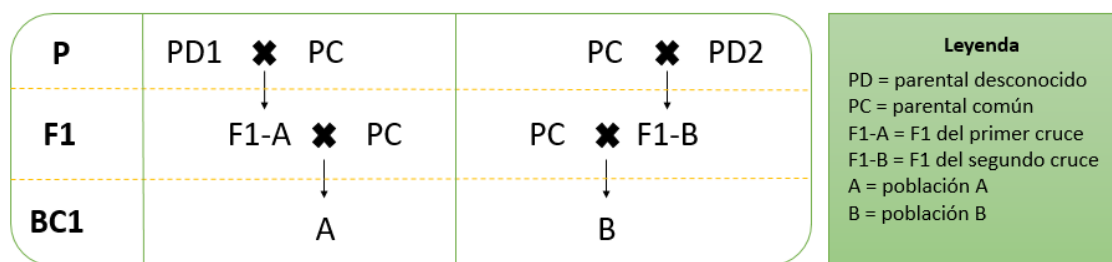 P PD1 ✖ PC PC ✖ PD2
F1 F1-A ✖ PC PC ✖ F1-B
BC1 A B
Leyenda
PD = parental desconocido
PC = parental común
F1-A = F1 del primer cruce
F1-B = F1 del segundo cruce
A = población A
B = población B